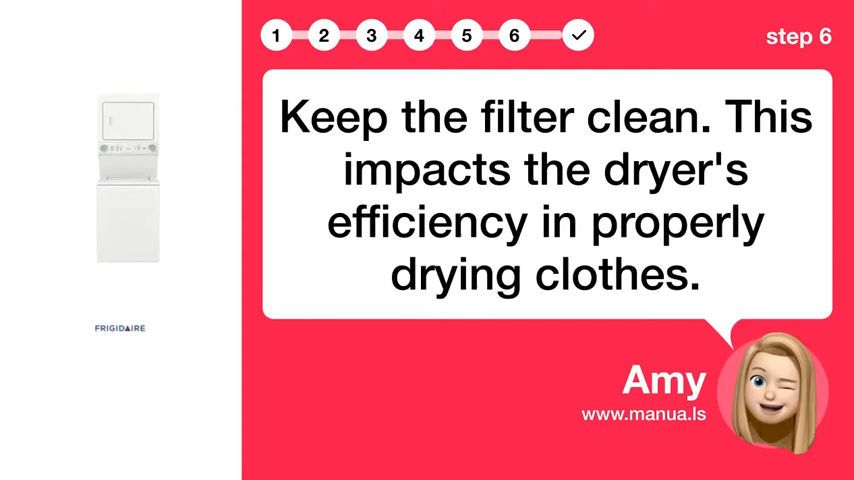 1 2 3 4 5 6 ✓ step 6
Keep the filter clean. This
impacts the dryer's
efficiency in properly
drying clothes.
FRIGIDAIRE
Amy
www.manua.ls